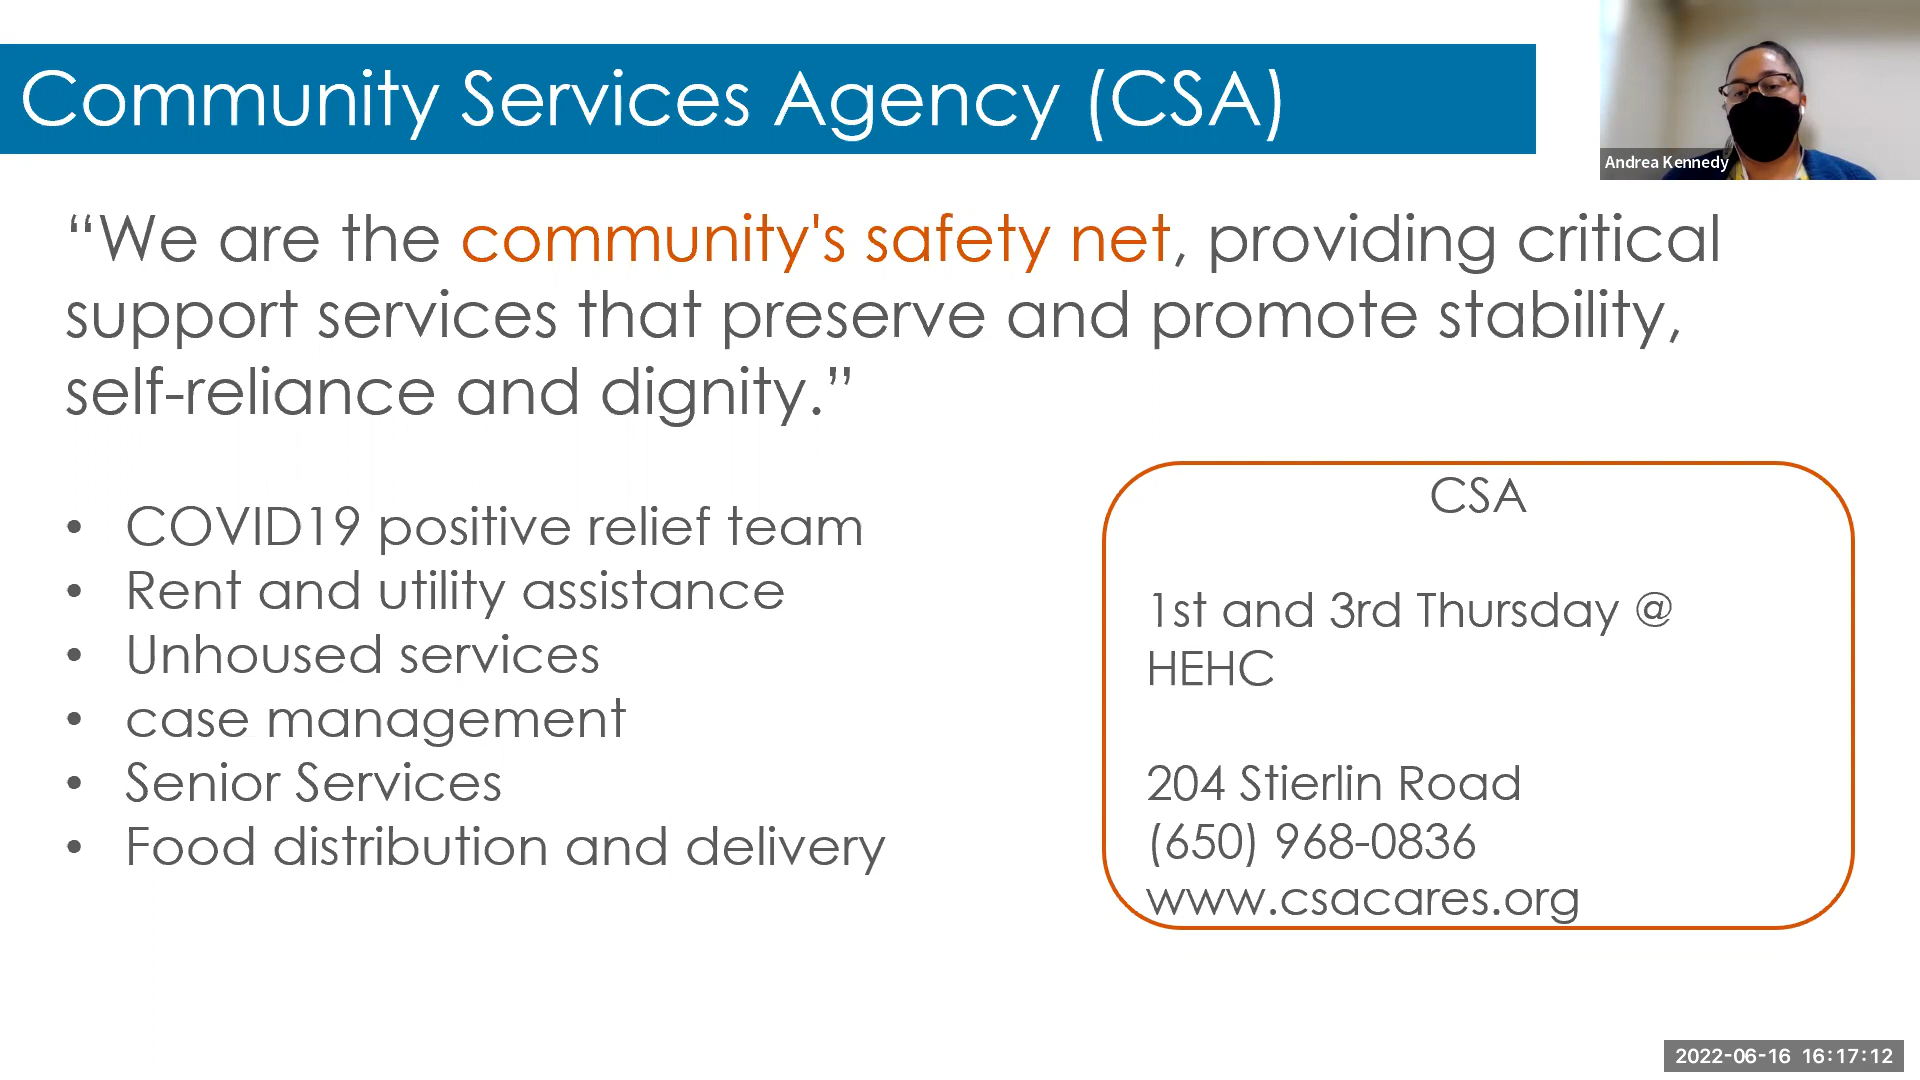 Community Services Agency (CSA)
Andrea Kennedy
“We are the community's safety net, providing critical
support services that preserve and promote stability,
self-reliance and dignity.”
• COVID19 positive relief team
• Rent and utility assistance
• Unhoused services
• case management
• Senior Services
• Food distribution and delivery
CSA
1st and 3rd Thursday @
HEHC
204 Stierlin Road
(650) 968-0836
www.csacares.org
2022-06-16 16:17:12